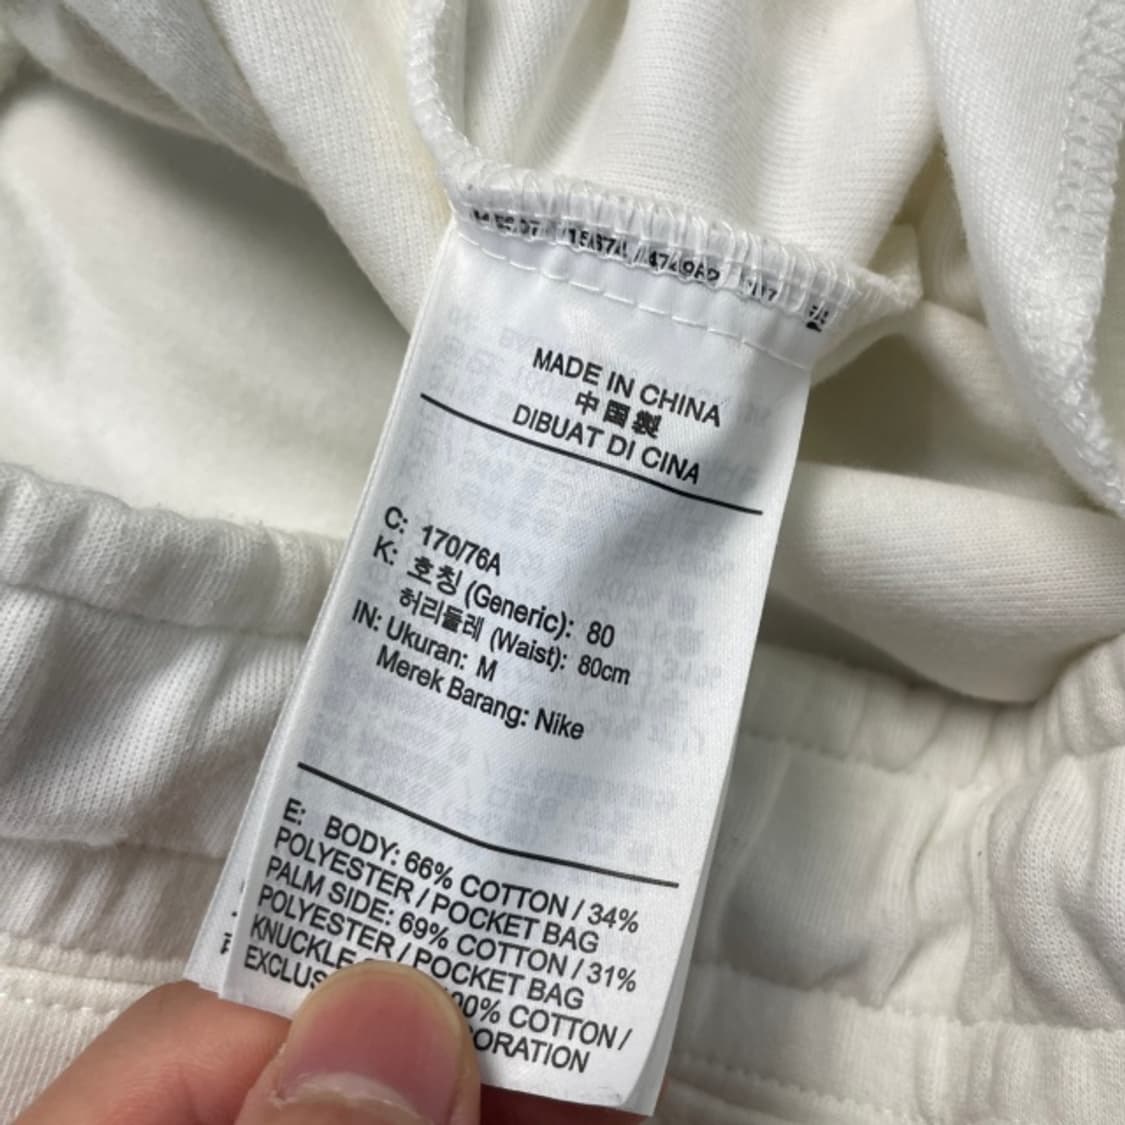 MADE IN CHINA
中国製
DIBUAT DI CINA
C: 170/76A
K: 호칭 (Generic): 80
허리둘레 (Waist): 80cm
IN: Ukuran: M
Merek Barang: Nike
E: BODY: 66% COTTON / 34%
POLYESTER / POCKET BAG
PALM SIDE: 69% COTTON / 31%
POLYESTER / POCKET BAG
KNUCKLE 00% COTTON /
EXCLUS ORATION